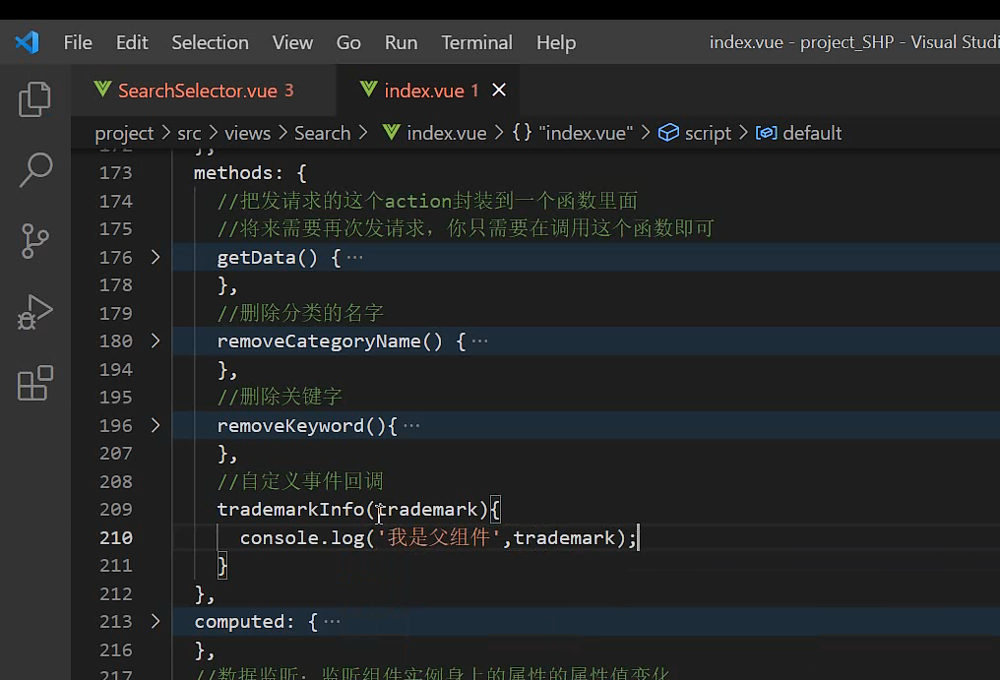 File Edit Selection View Go Run Terminal Help index.vue - project_SHP - Visual Studi
SearchSelector.vue 3 index.vue 1
project > src > views > Search > index.vue > {} "index.vue" > script > default
172 },
173 methods: {
174 //把发请求的这个action封装到一个函数里面
175 //将来需要再次发请求，你只需要在调用这个函数即可
176 getData() {…
178 },
179 //删除分类的名字
180 removeCategoryName() {…
194 },
195 //删除关键字
196 removeKeyword(){…
207 },
208 //自定义事件回调
209 trademarkInfo(trademark){
210 console.log('我是父组件',trademark);
211 }
212 },
213 computed: {…
216 },
217 //数据监听：监听组件实例身上的属性的属性值变化